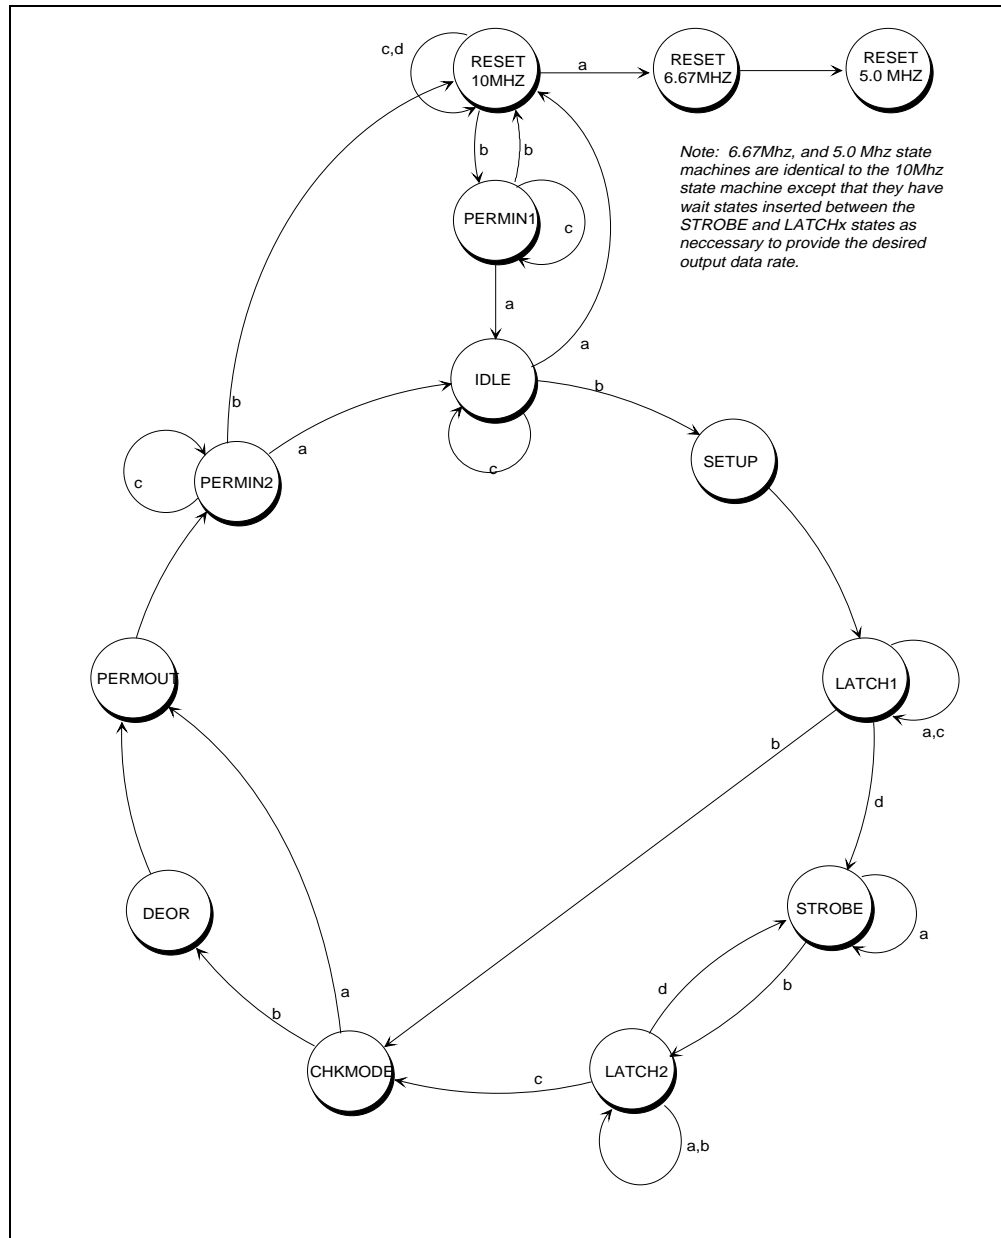 c,d
RESET
10MHZ
a
RESET
6.67MHZ
RESET
5.0 MHZ
b
b
Note: 6.67Mhz, and 5.0 Mhz state
machines are identical to the 10Mhz
state machine except that they have
wait states inserted between the
STROBE and LATCHx states as
neccessary to provide the desired
output data rate.
PERMIN1
c
a
a
IDLE
b
b
a
c
SETUP
c
PERMIN2
PERMOUT
LATCH1
a,c
b
d
DEOR
STROBE
a
d
b
a
b
CHKMODE
c
LATCH2
a,b